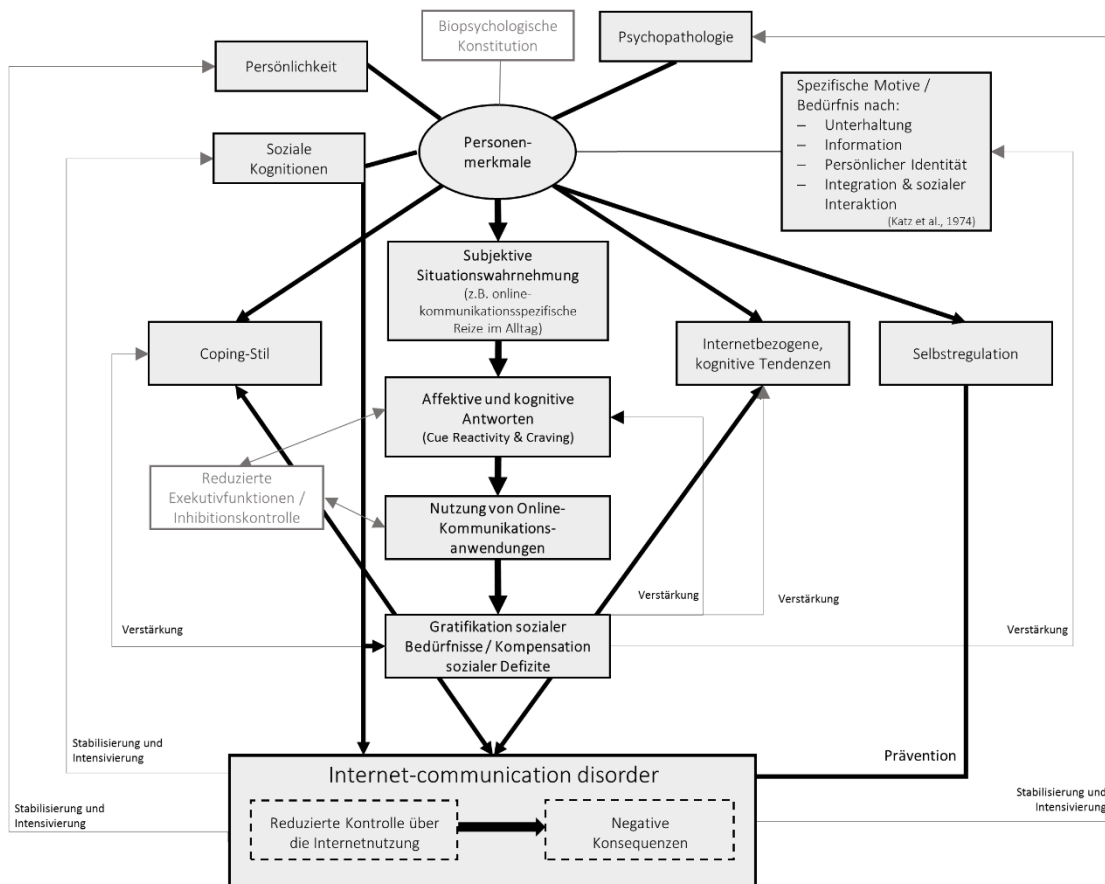 Biopsychologische
Konstitution
Psychopathologie
Persönlichkeit
Spezifische Motive /
Bedürfnis nach:
– Unterhaltung
– Information
– Persönlicher Identität
– Integration & sozialer
Interaktion
(Katz et al., 1974)
Personen-
merkmale
Soziale
Kognitionen
Subjektive
Situationswahrnehmung
(z.B. online-
kommunikationsspezifische
Reize im Alltag)
Coping-Stil
Internetbezogene,
kognitive Tendenzen
Selbstregulation
Affektive und kognitive
Antworten
(Cue Reactivity & Craving)
Reduzierte
Exekutivfunktionen /
Inhibitionskontrolle
Nutzung von Online-
Kommunikations-
anwendungen
Verstärkung
Verstärkung
Verstärkung
Verstärkung
Gratifikation sozialer
Bedürfnisse / Kompensation
sozialer Defizite
Stabilisierung und
Intensivierung
Prävention
Internet-communication disorder
Stabilisierung und
Intensivierung
Stabilisierung und
Intensivierung
Reduzierte Kontrolle über
die Internetnutzung
Negative
Konsequenzen